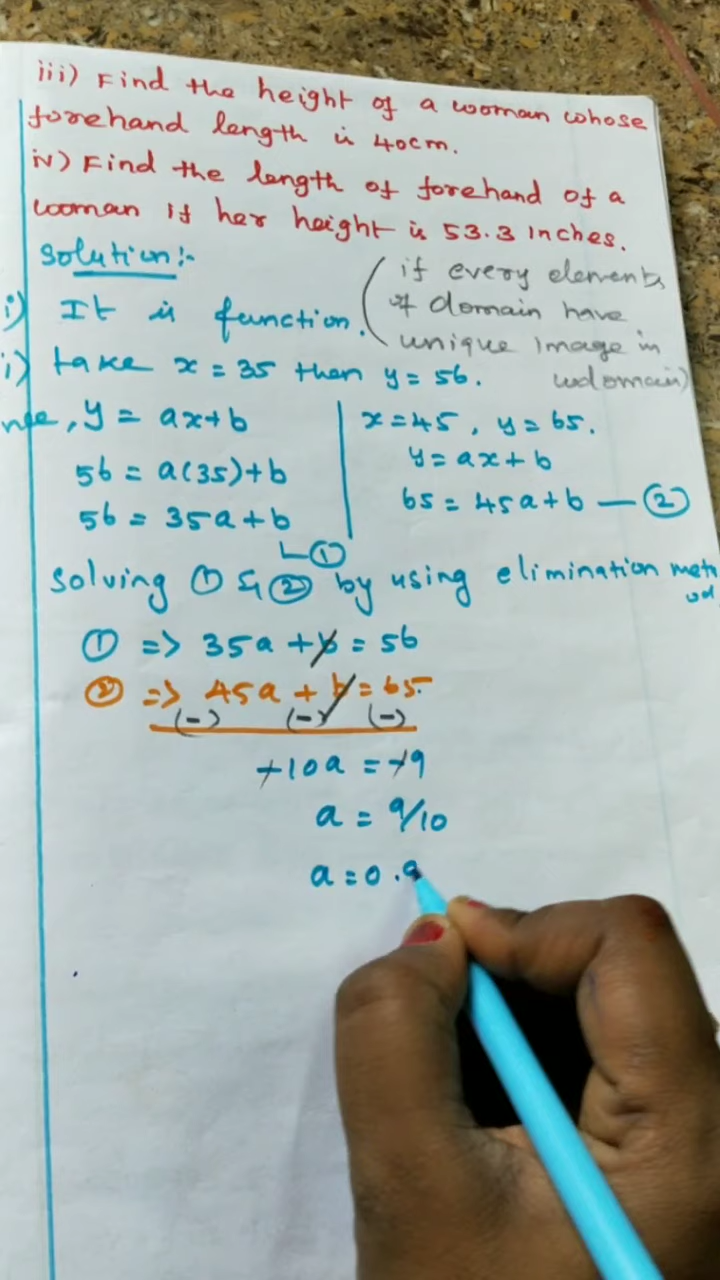 iii) Find the height of a woman whose
forehand length is 40cm.
iv) Find the length of forehand of a
woman if her height is 53.3 inches.
Solution:-
i) It is function. (if every elements
of domain have
unique image in
codomain)
i) take x = 35 then y = 56.
, y = ax+b
56 = a(35)+b
56 = 35a+b
①
x=45, y=65.
y=ax+b
65=45a+b — ②
Solving ① & ② by using elimination meth
od
① => 35a + b = 56
② => 45a + b = 65.
(-) (-) (-)
-10a = -9
a = 9/10
a = 0.9